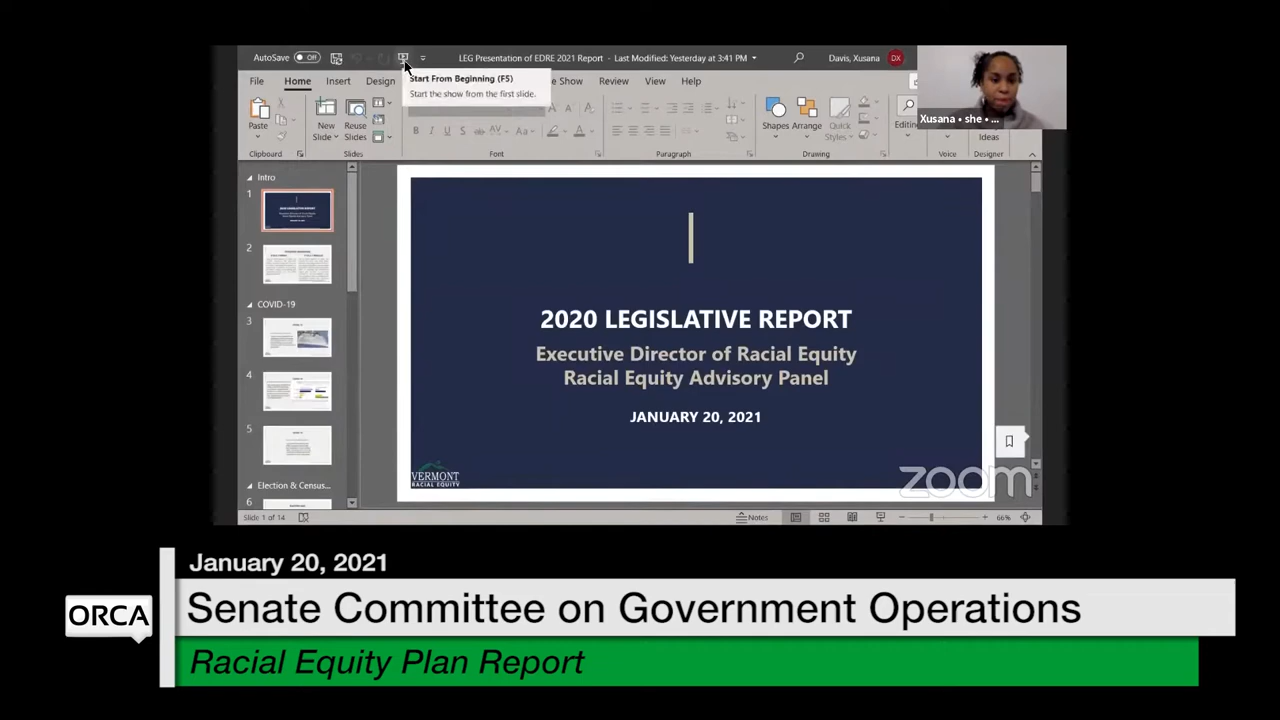 AutoSave Off
LEG Presentation of EDRE 2021 Report - Last Modified: Yesterday at 3:41 PM
Davis, Xusana DX
Start From Beginning (F5)
Start the show from the first slide.
File Home Insert Design Show Review View Help
Paste
New Slide
Reuse Slides
Shapes Arrange Quick Styles
Editing
Ideas
B I U S ab AV Aa
Clipboard Slides Font Paragraph Drawing Voice Designer
Xusana • she • ...
Intro
1
2
COVID-19
3
4
5
Election & Census...
6
2020 LEGISLATIVE REPORT
Executive Director of Racial Equity
Racial Equity Advisory Panel
JANUARY 20, 2021
VERMONT
RACIAL EQUITY
zoom
Slide 1 of 14
Notes
66%
January 20, 2021
ORCA
Senate Committee on Government Operations
Racial Equity Plan Report